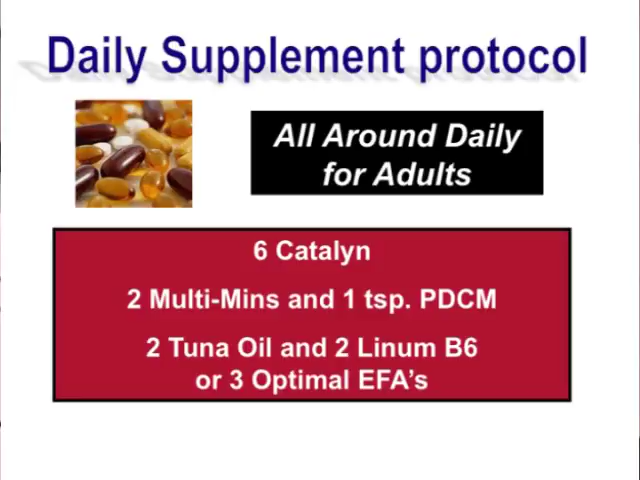 Daily Supplement protocol
All Around Daily
for Adults
6 Catalyn
2 Multi-Mins and 1 tsp. PDCM
2 Tuna Oil and 2 Linum B6
or 3 Optimal EFA's